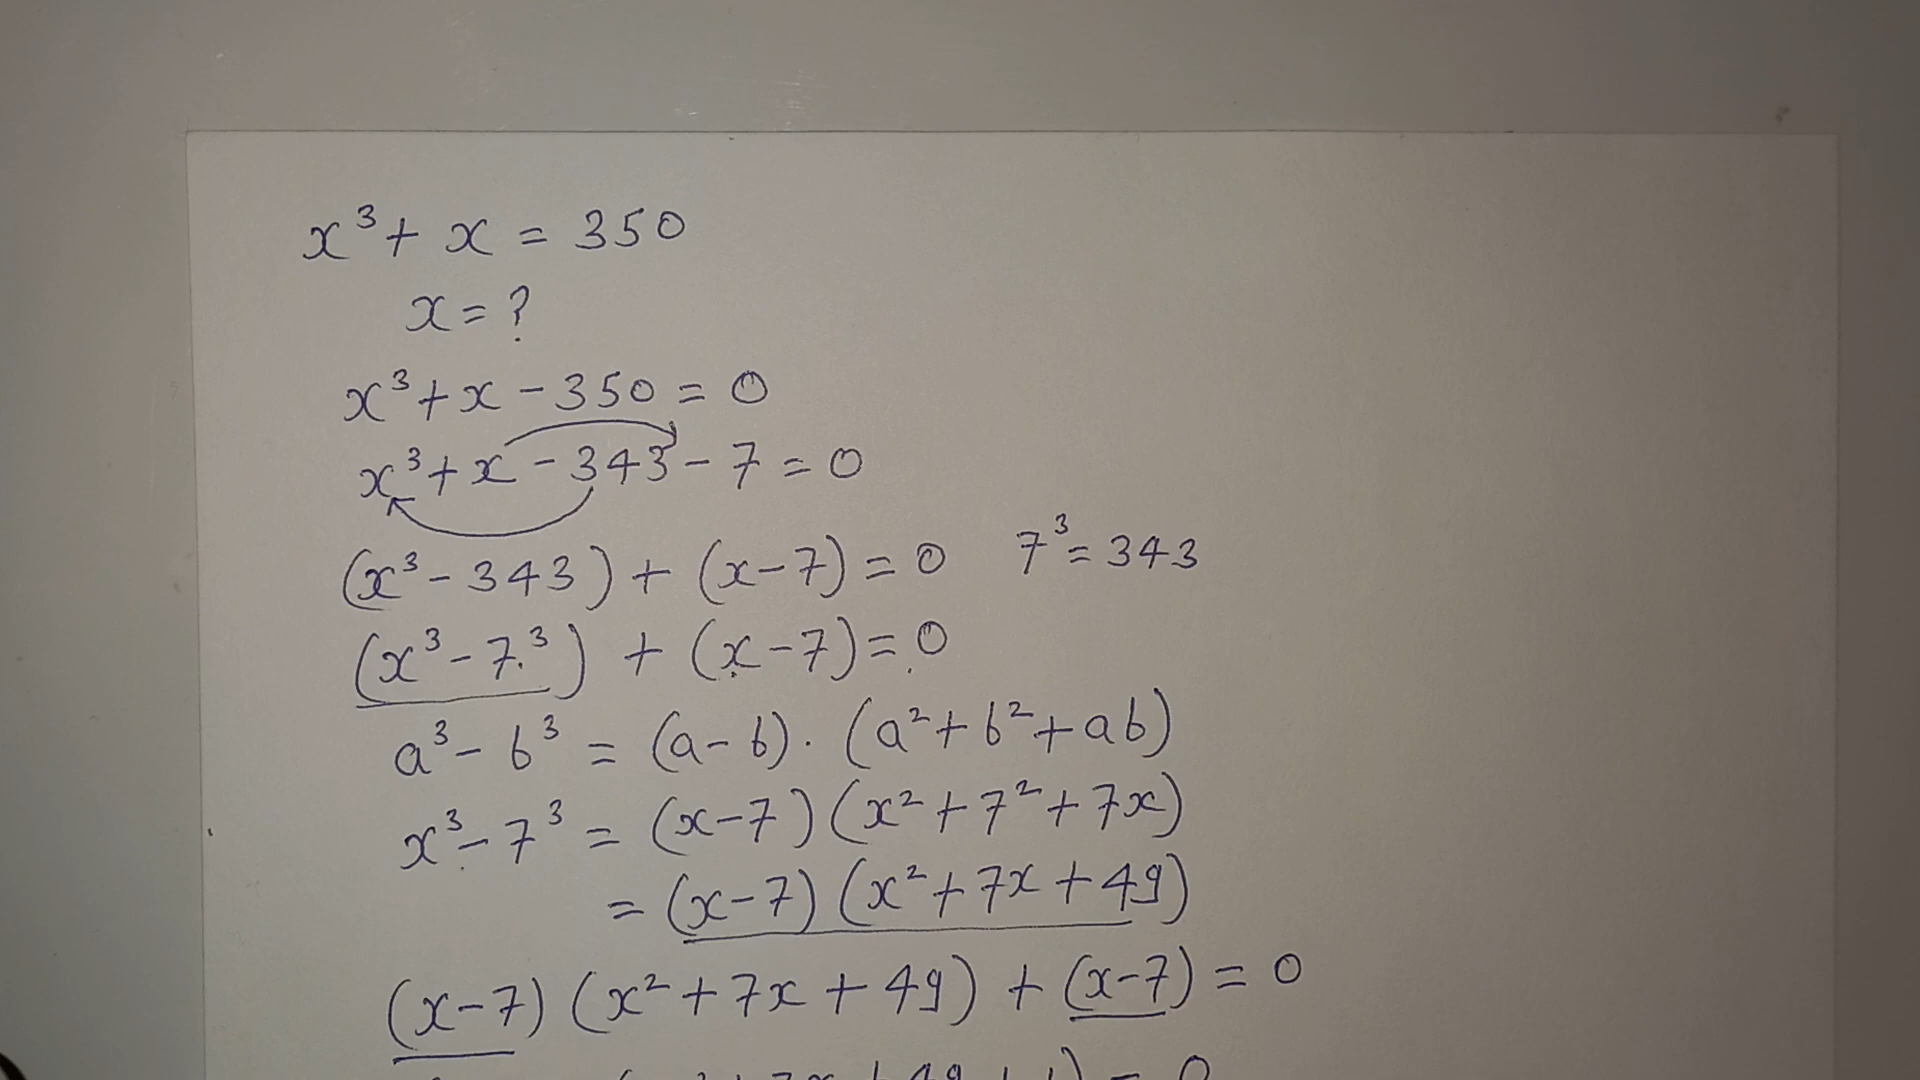 x³ + x = 350
x = ?
x³ + x - 350 = 0
x³ + x - 343 - 7 = 0
(x³ - 343) + (x - 7) = 0   7³ = 343
(x³ - 7³) + (x - 7) = 0
a³ - b³ = (a - b) · (a² + b² + ab)
x³ - 7³ = (x - 7) (x² + 7² + 7x)
= (x - 7) (x² + 7x + 49)
(x - 7) (x² + 7x + 49) + (x - 7) = 0